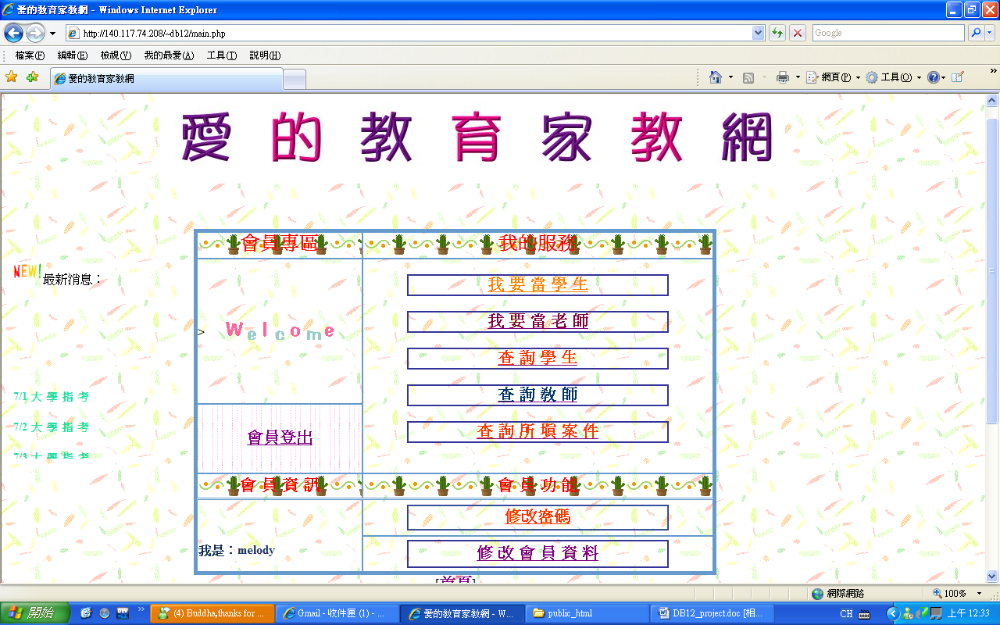 愛的教育家教網 - Windows Internet Explorer
http://140.117.74.208/~db12/main.php
Google
檔案(F) 編輯(E) 檢視(V) 我的最愛(A) 工具(T) 說明(H)
愛的教育家教網
網頁(P) 工具(O)
愛的教育家教網
會員專區 我的服務
NEW! 最新消息：
我要當學生
我要當老師
> Welcome
查詢學生
查詢教師
7/1 大學指考
7/2 大學指考
查詢所填案件
會員登出
7/3 大學指考
會員資訊 會員功能
修改密碼
我是：melody
修改會員資料
[首頁]
網際網路 100%
開始 (4) Buddha,thanks for ... Gmail - 收件匣 (1) - ... 愛的教育家教網 - W... public_html DB12_project.doc [相... CH 上午 12:33